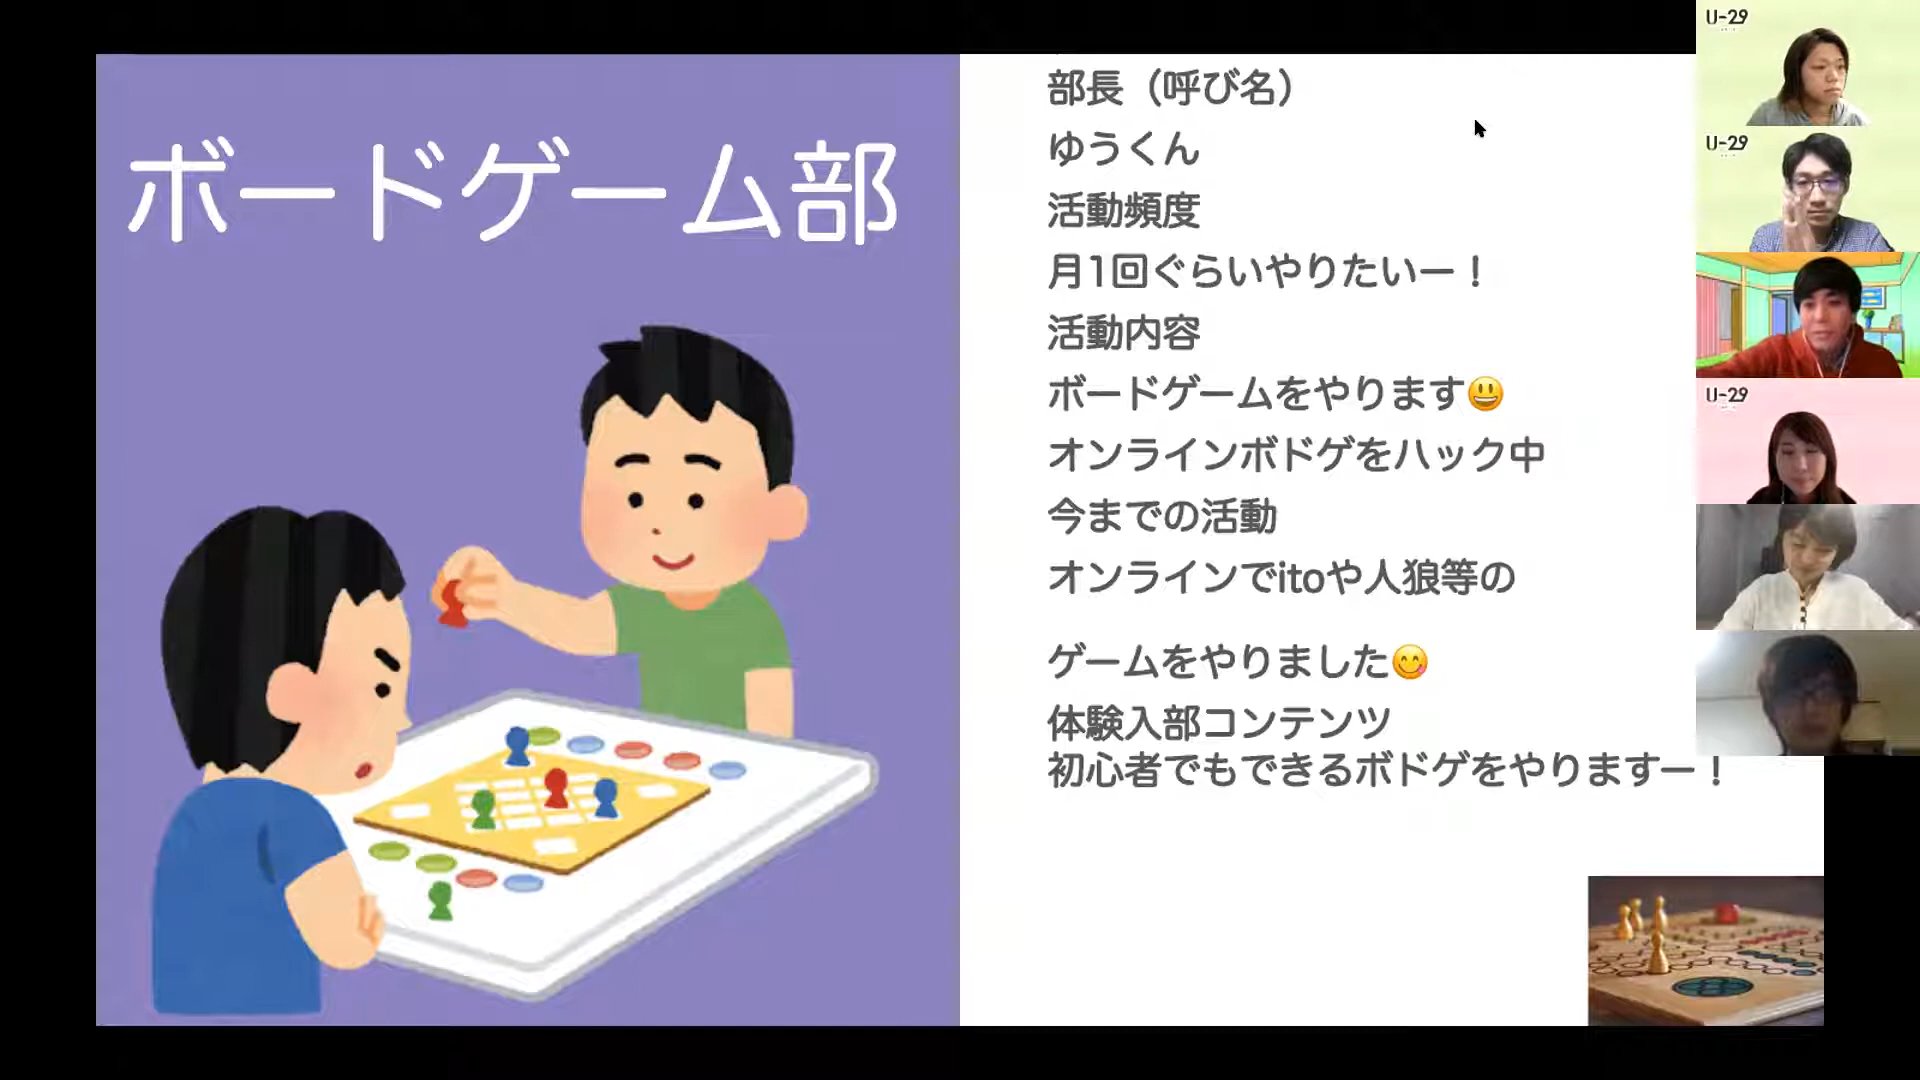 ボードゲーム部
部長（呼び名）
ゆうくん
活動頻度
月1回ぐらいやりたいー！
活動内容
ボードゲームをやります😃
オンラインボドゲをハック中
今までの活動
オンラインでitoや人狼等の
ゲームをやりました😋
体験入部コンテンツ
初心者でもできるボドゲをやりますー！
U-29
U-29
U-29